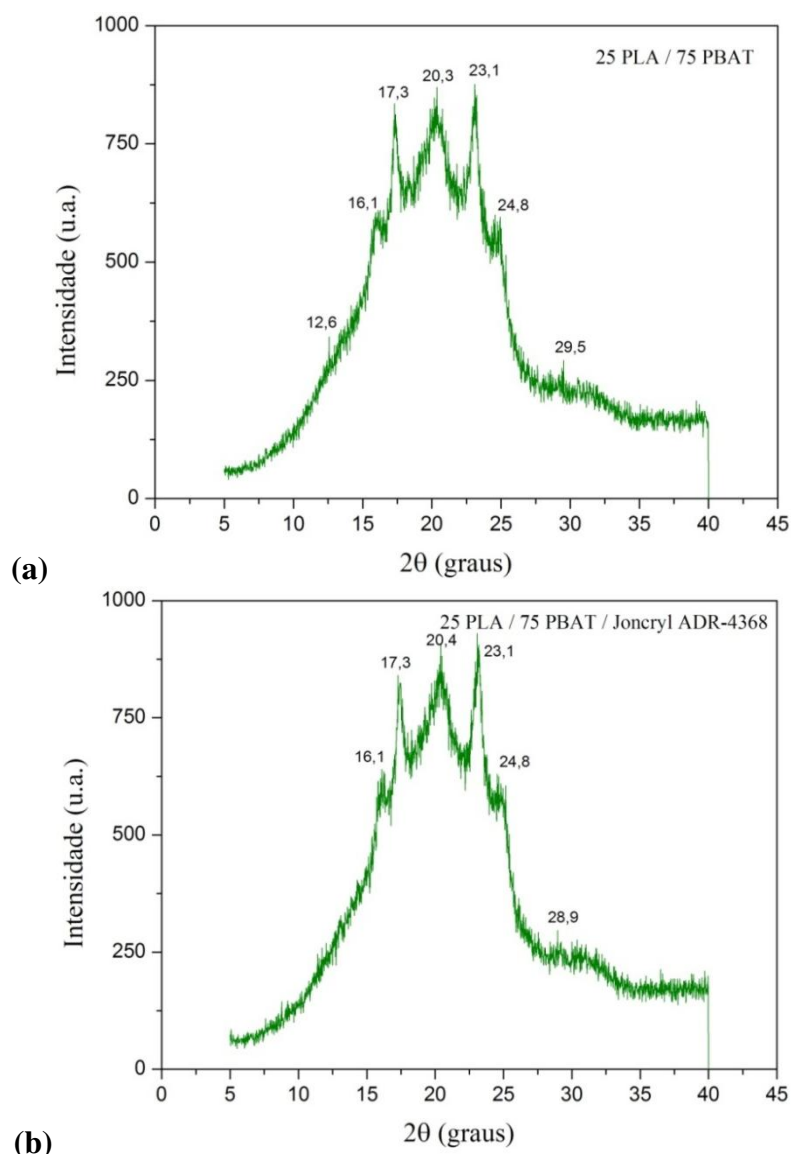 1000
25 PLA / 75 PBAT
17,3
20,3
23,1
750
16,1
24,8
500
12,6
29,5
250
0
Intensidade (u.a.)
0 5 10 15 20 25 30 35 40 45
2θ (graus)
(a)
1000
25 PLA / 75 PBAT / Joncryl ADR-4368
17,3
20,4
23,1
750
16,1
24,8
500
28,9
250
0
Intensidade (u.a.)
0 5 10 15 20 25 30 35 40 45
2θ (graus)
(b)